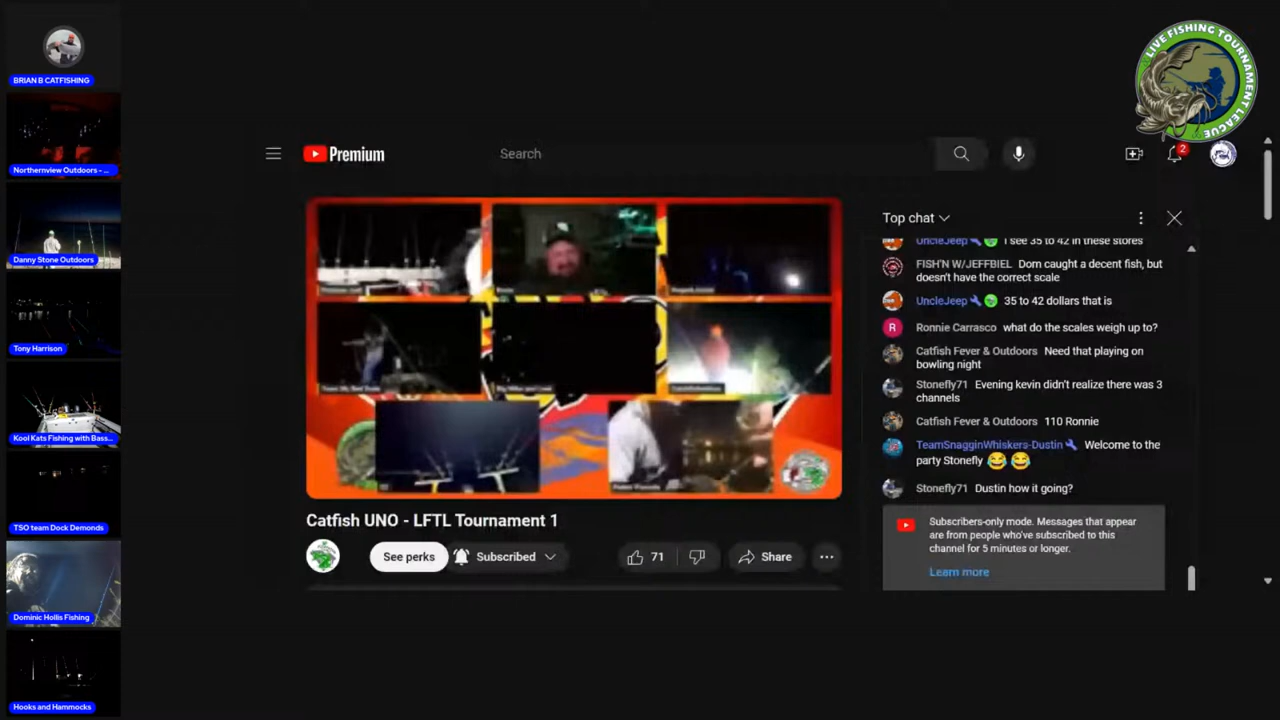 BRIAN B CATFISHING
Northernview Outdoors - ...
Danny Stone Outdoors
Tony Harrison
Kool Kats Fishing with Bass...
TSO team Dock Demonds
Dominic Hollis Fishing
Hooks and Hammocks
LIVE FISHING TOURNAMENT LEAGUE
Premium
Search
2
Catfish UNO - LFTL Tournament 1
See perks
Subscribed
71
Share
Top chat
UncleJeep I see 35 to 42 in these stores
FISH'N W/JEFFBIEL Dom caught a decent fish, but
doesn't have the correct scale
UncleJeep 35 to 42 dollars that is
R
Ronnie Carrasco what do the scales weigh up to?
Catfish Fever & Outdoors Need that playing on
bowling night
Stonefly71 Evening kevin didn't realize there was 3
channels
Catfish Fever & Outdoors 110 Ronnie
TeamSnagginWhiskers-Dustin Welcome to the
party Stonefly
Stonefly71 Dustin how it going?
Subscribers-only mode. Messages that appear
are from people who've subscribed to this
channel for 5 minutes or longer.
Learn more